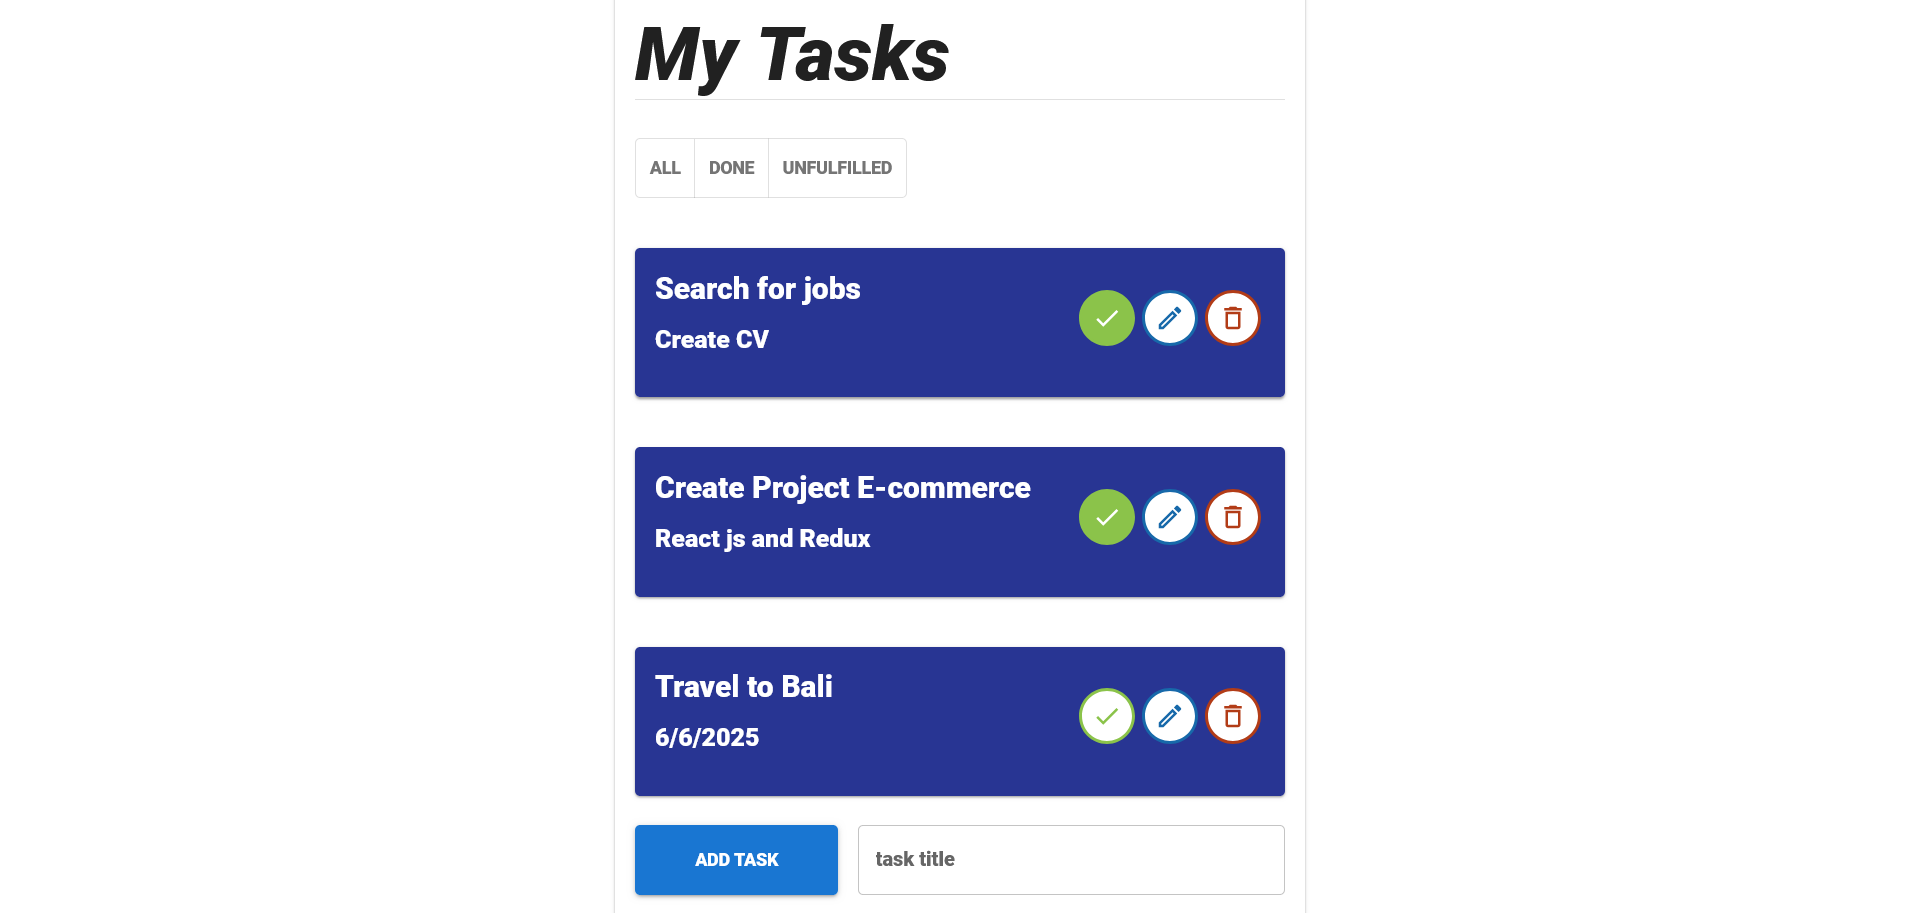 My Tasks
ALL DONE UNFULFILLED
Search for jobs
Create CV
Create Project E-commerce
React js and Redux
Travel to Bali
6/6/2025
ADD TASK task title